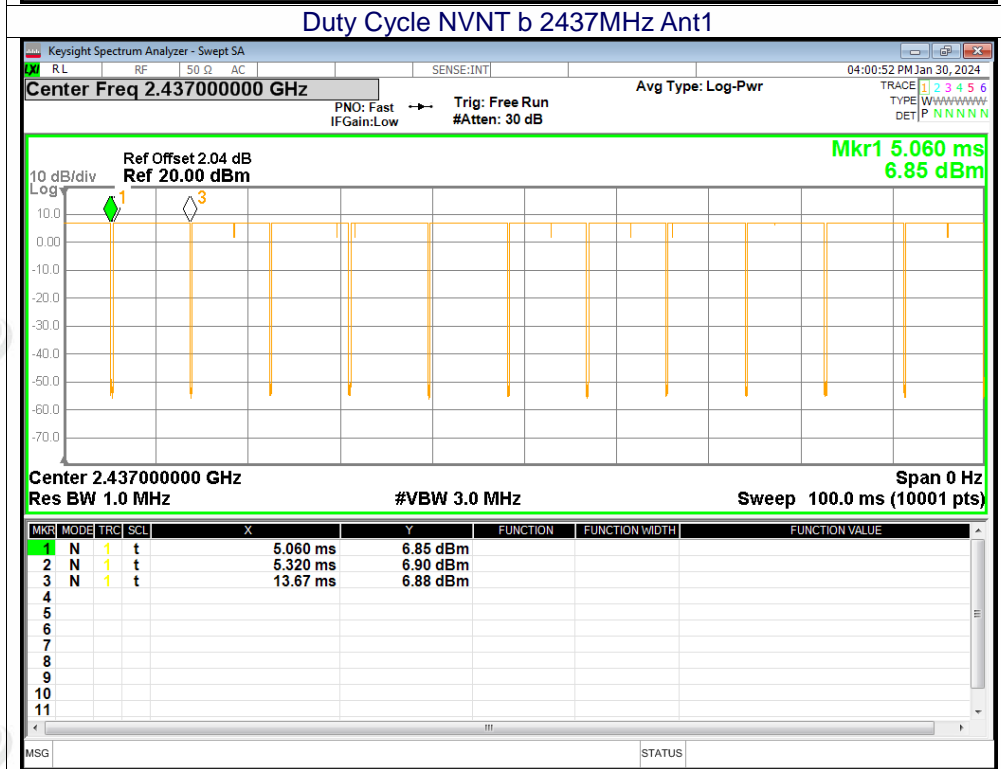 Duty Cycle NVNT b 2437MHz Ant1
Keysight Spectrum Analyzer - Swept SA
LXI RL RF 50 Ω AC SENSE:INT 04:00:52 PM Jan 30, 2024
Center Freq 2.437000000 GHz
PNO: Fast
IFGain:Low
Trig: Free Run
#Atten: 30 dB
Avg Type: Log-Pwr
TRACE 1 2 3 4 5 6
TYPE WWWWWWW
DET P N N N N N
Mkr1 5.060 ms
6.85 dBm
Ref Offset 2.04 dB
10 dB/div Ref 20.00 dBm
Log
1 3
10.0
0.00
-10.0
-20.0
-30.0
-40.0
-50.0
-60.0
-70.0
Center 2.437000000 GHz Span 0 Hz
Res BW 1.0 MHz #VBW 3.0 MHz Sweep 100.0 ms (10001 pts)
MKR MODE TRC SCL X Y FUNCTION FUNCTION WIDTH FUNCTION VALUE
1 N 1 t 5.060 ms 6.85 dBm
2 N 1 t 5.320 ms 6.90 dBm
3 N 1 t 13.67 ms 6.88 dBm
4
5
6
7
8
9
10
11
MSG STATUS